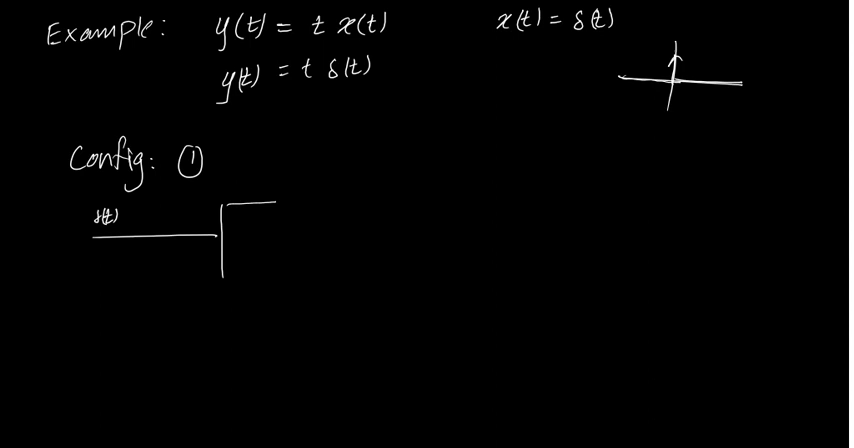 Example: y(t) = t x(t) x(t) = δ(t)
y(t) = t δ(t)
Config: ①
δ(t)